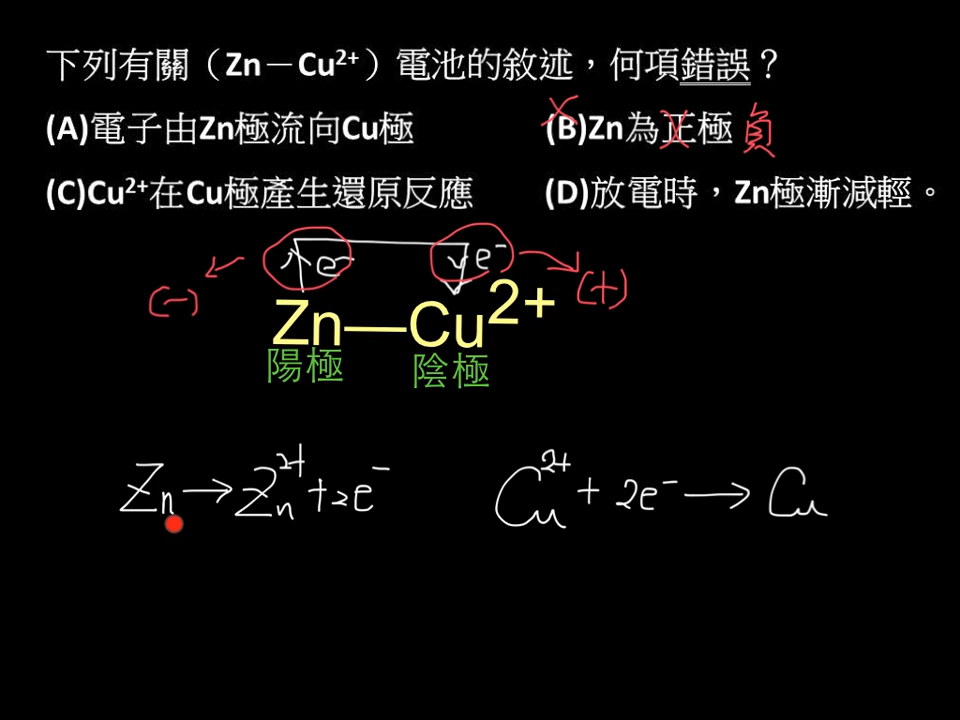 下列有關（Zn－Cu²⁺）電池的敘述，何項錯誤？
(A)電子由Zn極流向Cu極 (B)Zn為正極 負
(C)Cu²⁺在Cu極產生還原反應 (D)放電時，Zn極漸減輕。
e⁻ e⁻
(-) (+)
Zn—Cu²⁺
陽極 陰極
Zn→Zn²⁺+2e⁻ Cu²⁺+2e⁻→Cu